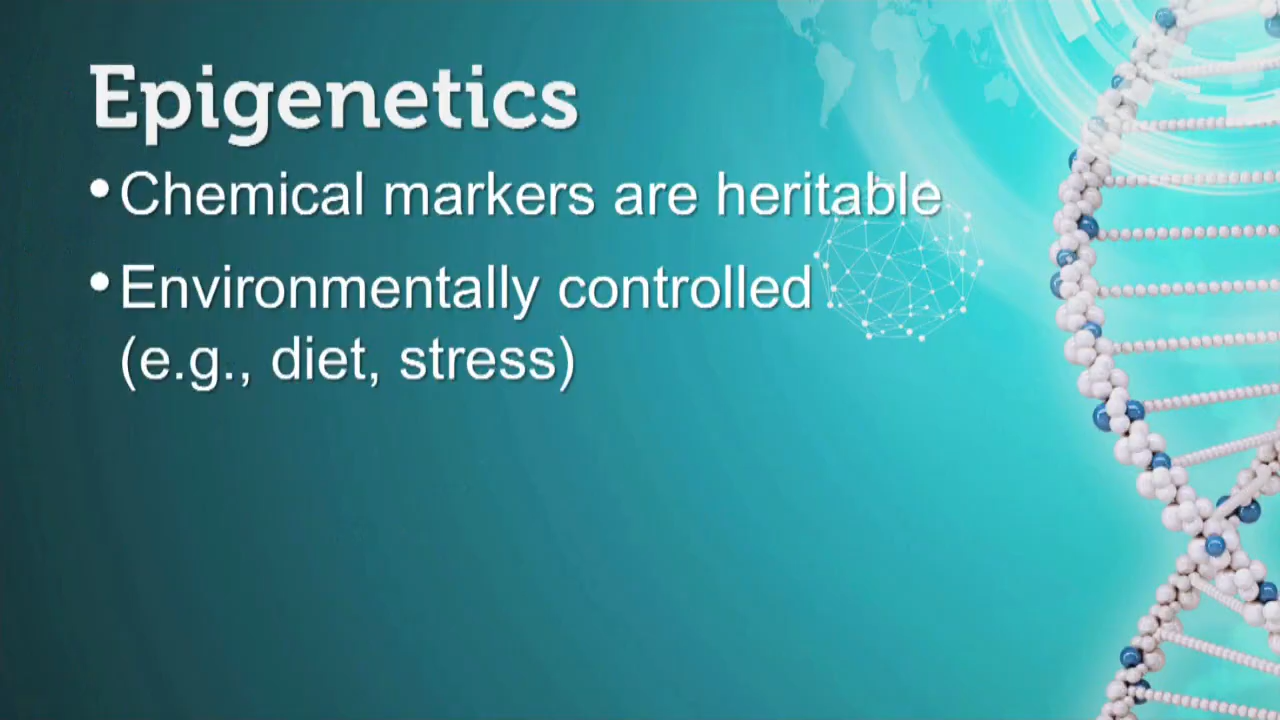 Epigenetics
• Chemical markers are heritable
• Environmentally controlled
(e.g., diet, stress)